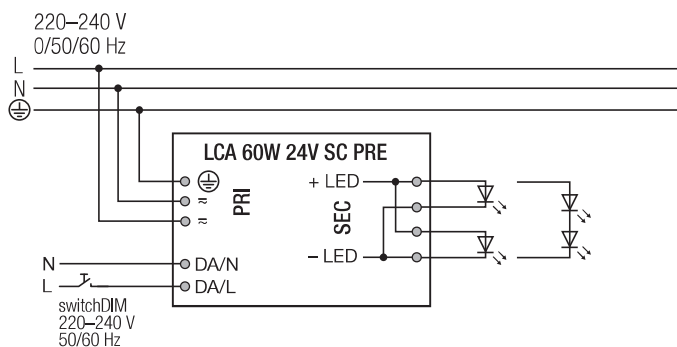 220–240 V
0/50/60 Hz
L
N
LCA 60W 24V SC PRE
PRI
SEC
+ LED
– LED
N
DA/N
L
DA/L
switchDIM
220–240 V
50/60 Hz